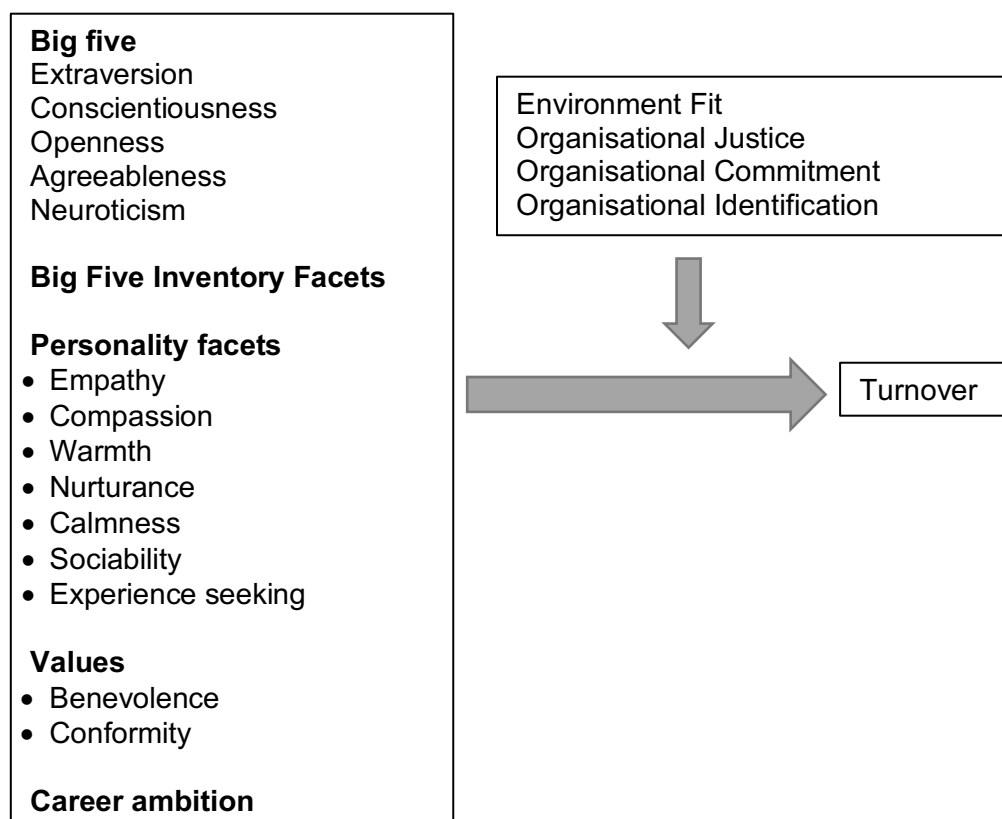 Big five
Extraversion
Conscientiousness
Openness
Agreeableness
Neuroticism
Big Five Inventory Facets
Personality facets
• Empathy
• Compassion
• Warmth
• Nurturance
• Calmness
• Sociability
• Experience seeking
Values
• Benevolence
• Conformity
Career ambition
Environment Fit
Organisational Justice
Organisational Commitment
Organisational Identification
Turnover